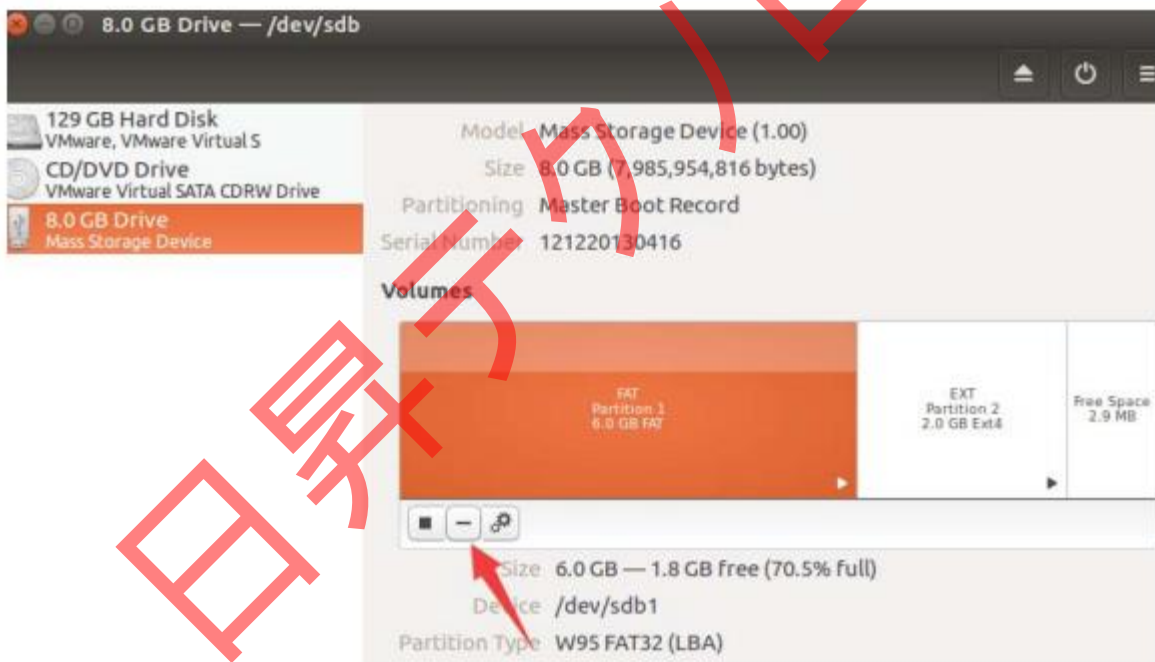 8.0 GB Drive — /dev/sdb
129 GB Hard Disk
VMware, VMware Virtual S
CD/DVD Drive
VMware Virtual SATA CDRW Drive
8.0 GB Drive
Mass Storage Device
Model Mass Storage Device (1.00)
Size 8.0 GB (7,985,954,816 bytes)
Partitioning Master Boot Record
Serial Number 121220130416
Volumes
FAT
Partition 1
6.0 GB FAT
EXT
Partition 2
2.0 GB Ext4
Free Space
2.9 MB
Size 6.0 GB — 1.8 GB free (70.5% full)
Device /dev/sdb1
Partition Type W95 FAT32 (LBA)
日昇テク